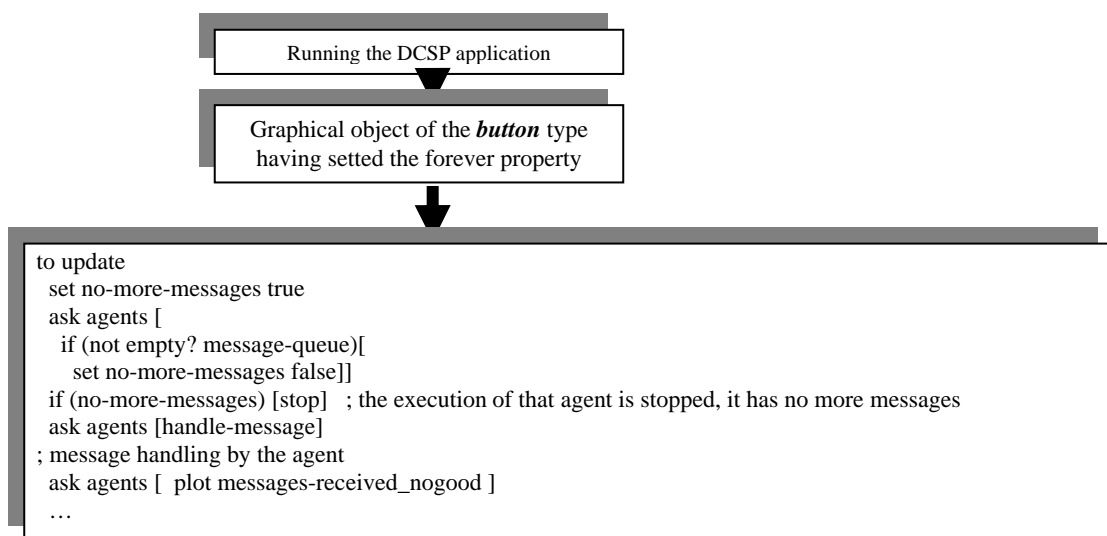 Running the DCSP application
Graphical object of the button type
having setted the forever property
to update
set no-more-messages true
ask agents [
if (not empty? message-queue)[
set no-more-messages false]]
if (no-more-messages) [stop]   ; the execution of that agent is stopped, it has no more messages
ask agents [handle-message]
; message handling by the agent
ask agents [  plot messages-received_nogood ]
…